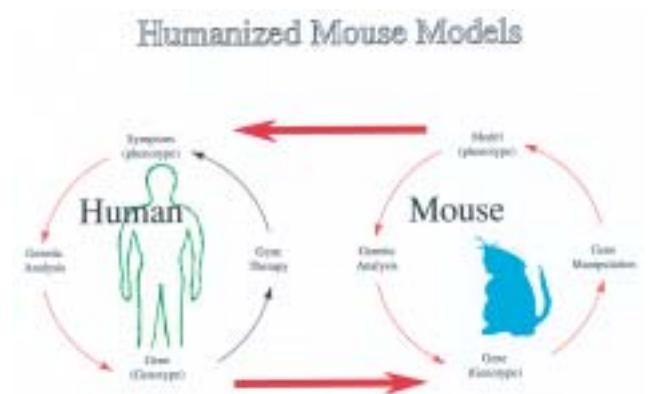 Humanized Mouse Models
Symptom
(phenotype)
Human
Genetic
Analysis
Gene
Therapy
Gene
(Genotype)
Model
(phenotype)
Mouse
Genetic
Analysis
Gene
Manipulation
Gene
(Genotype)